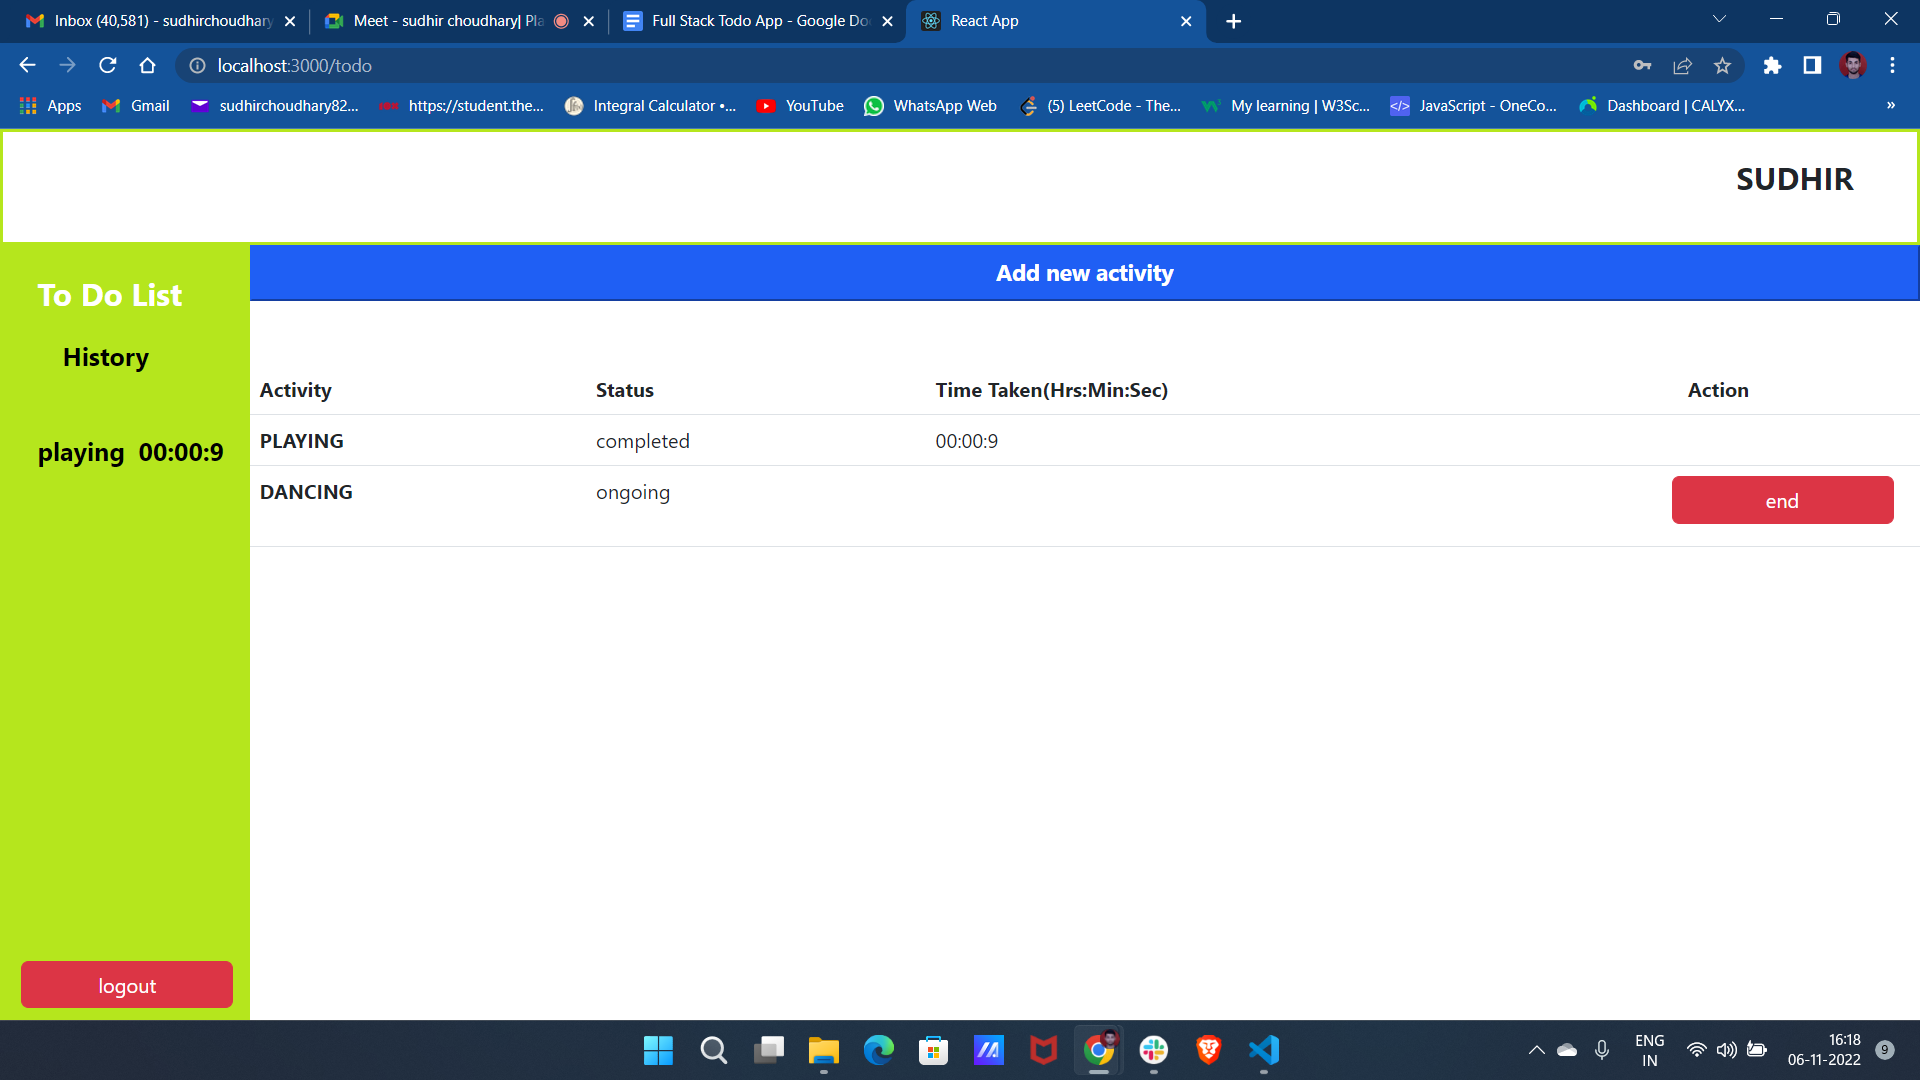 Inbox (40,581) - sudhirchoudhary
Meet - sudhir choudhary| Pla
Full Stack Todo App - Google Do
React App
localhost:3000/todo
Apps
Gmail
sudhirchoudhary82...
https://student.the...
Integral Calculator •...
YouTube
WhatsApp Web
(5) LeetCode - The...
My learning | W3Sc...
JavaScript - OneCo...
Dashboard | CALYX...
»
SUDHIR
To Do List
History
playing 00:00:9
logout
Add new activity
Activity Status Time Taken(Hrs:Min:Sec) Action
PLAYING completed 00:00:9
DANCING ongoing end
ENG
IN
16:18
06-11-2022
9